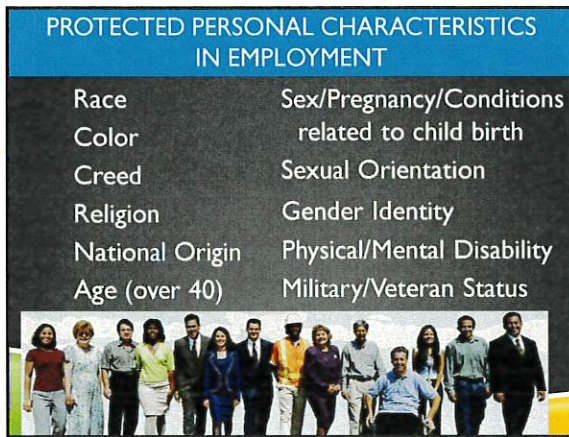 PROTECTED PERSONAL CHARACTERISTICS
IN EMPLOYMENT
Race
Color
Creed
Religion
National Origin
Age (over 40)
Sex/Pregnancy/Conditions
related to child birth
Sexual Orientation
Gender Identity
Physical/Mental Disability
Military/Veteran Status